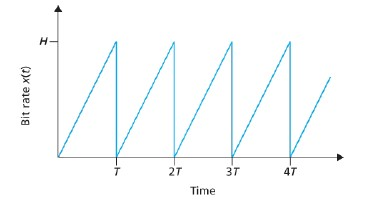 H
Bit rate x(t)
T 2T 3T 4T
Time